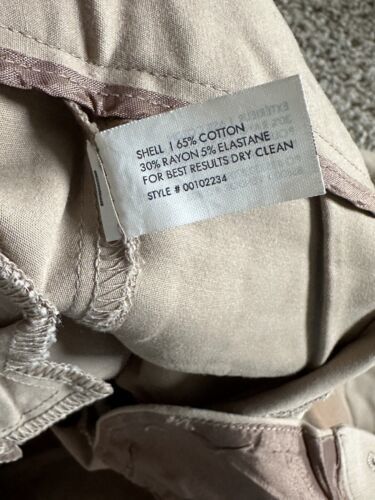 SHELL | 65% COTTON
30% RAYON 5% ELASTANE
FOR BEST RESULTS DRY CLEAN
STYLE # 00102234